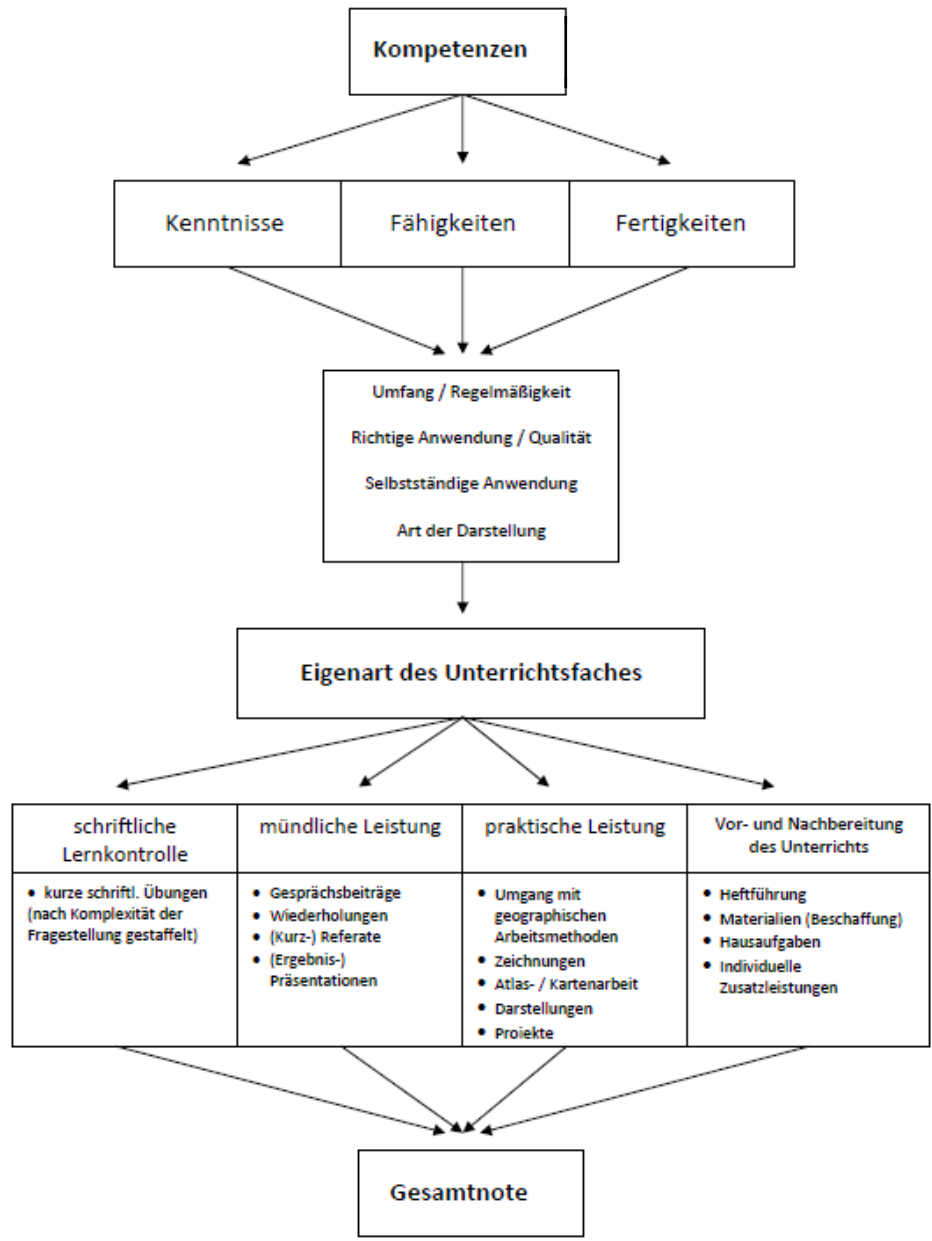 Kompetenzen
Kenntnisse
Fähigkeiten
Fertigkeiten
Umfang / Regelmäßigkeit
Richtige Anwendung / Qualität
Selbstständige Anwendung
Art der Darstellung
Eigenart des Unterrichtsfaches
schriftliche
Lernkontrolle
• kurze schriftl. Übungen
(nach Komplexität der
Fragestellung gestaffelt)
mündliche Leistung
• Gesprächsbeiträge
• Wiederholungen
• (Kurz-) Referate
• (Ergebnis-)
Präsentationen
praktische Leistung
• Umgang mit
geographischen
Arbeitsmethoden
• Zeichnungen
• Atlas- / Kartenarbeit
• Darstellungen
• Proiekte
Vor- und Nachbereitung
des Unterrichts
• Heftführung
• Materialien (Beschaffung)
• Hausaufgaben
• Individuelle
Zusatzleistungen
Gesamtnote